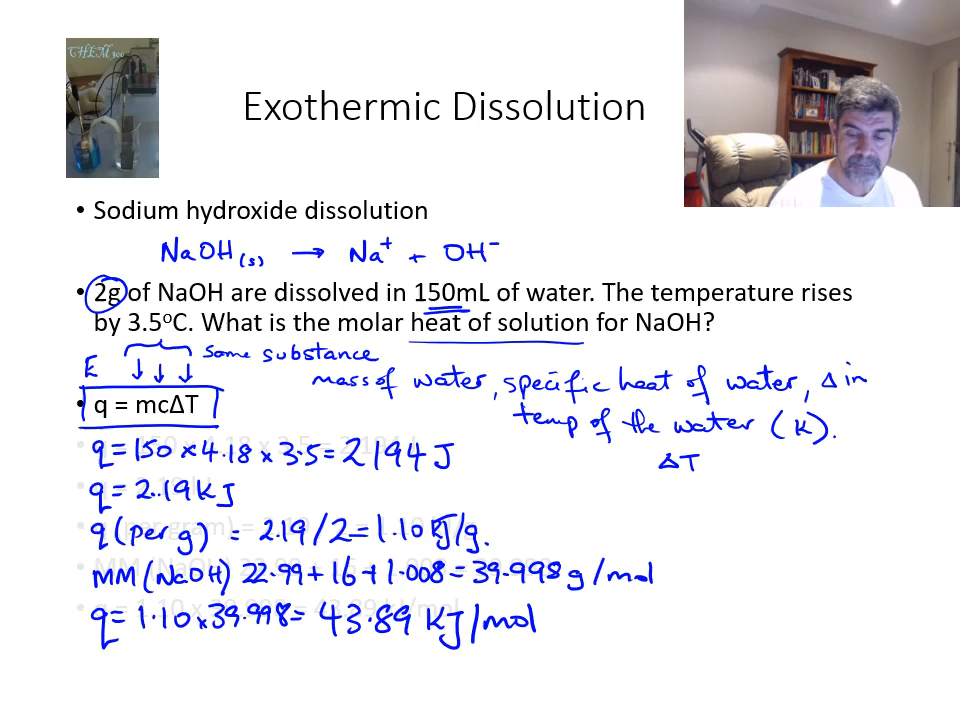 CHEM 300
Exothermic Dissolution
• Sodium hydroxide dissolution
NaOH(s) → Na⁺ + OH⁻
• 2g of NaOH are dissolved in 150mL of water. The temperature rises
by 3.5°C. What is the molar heat of solution for NaOH?
E ↓ ↓ ↓ some substance
mass of water, specific heat of water, Δ in
• q = mcΔT
temp of the water (K).
ΔT
q = 150 x 4.18 x 3.5 = 2194 J
q = 2.19 KJ
q (per g) = 2.19 / 2 = 1.10 KJ/g.
MM (NaOH) 22.99 + 16 + 1.008 = 39.998 g/mol
q = 1.10 x 39.998 = 43.89 KJ/mol